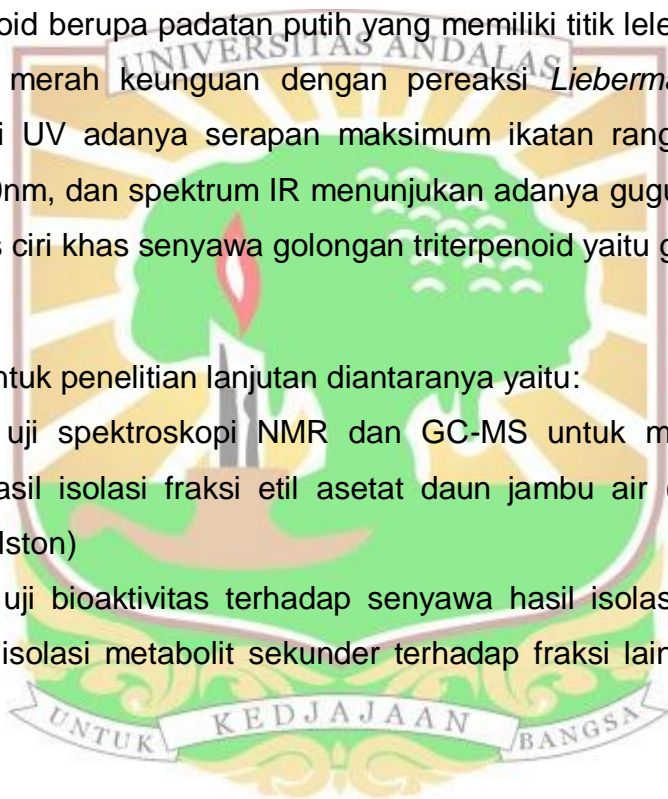 oid berupa padatan putih yang memiliki titik lele
UNIVERSITAS ANDALAS
merah keunguan dengan pereaksi Lieberma
i UV adanya serapan maksimum ikatan rang
nm, dan spektrum IR menunjukan adanya gugu
s ciri khas senyawa golongan triterpenoid yaitu g
ntuk penelitian lanjutan diantaranya yaitu:
uji spektroskopi NMR dan GC-MS untuk m
asil isolasi fraksi etil asetat daun jambu air
lston)
uji bioaktivitas terhadap senyawa hasil isolas
isolasi metabolit sekunder terhadap fraksi lain
UNTUK KEDJAJAAN BANGSA